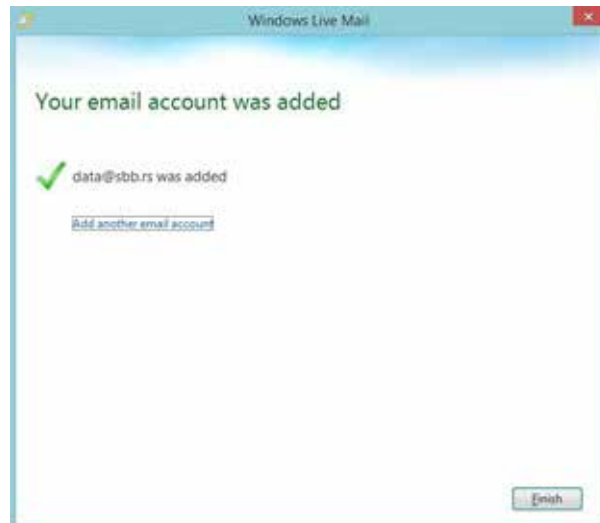 Windows Live Mail
Your email account was added
data@sbb.rs was added
Add another email account
Finish